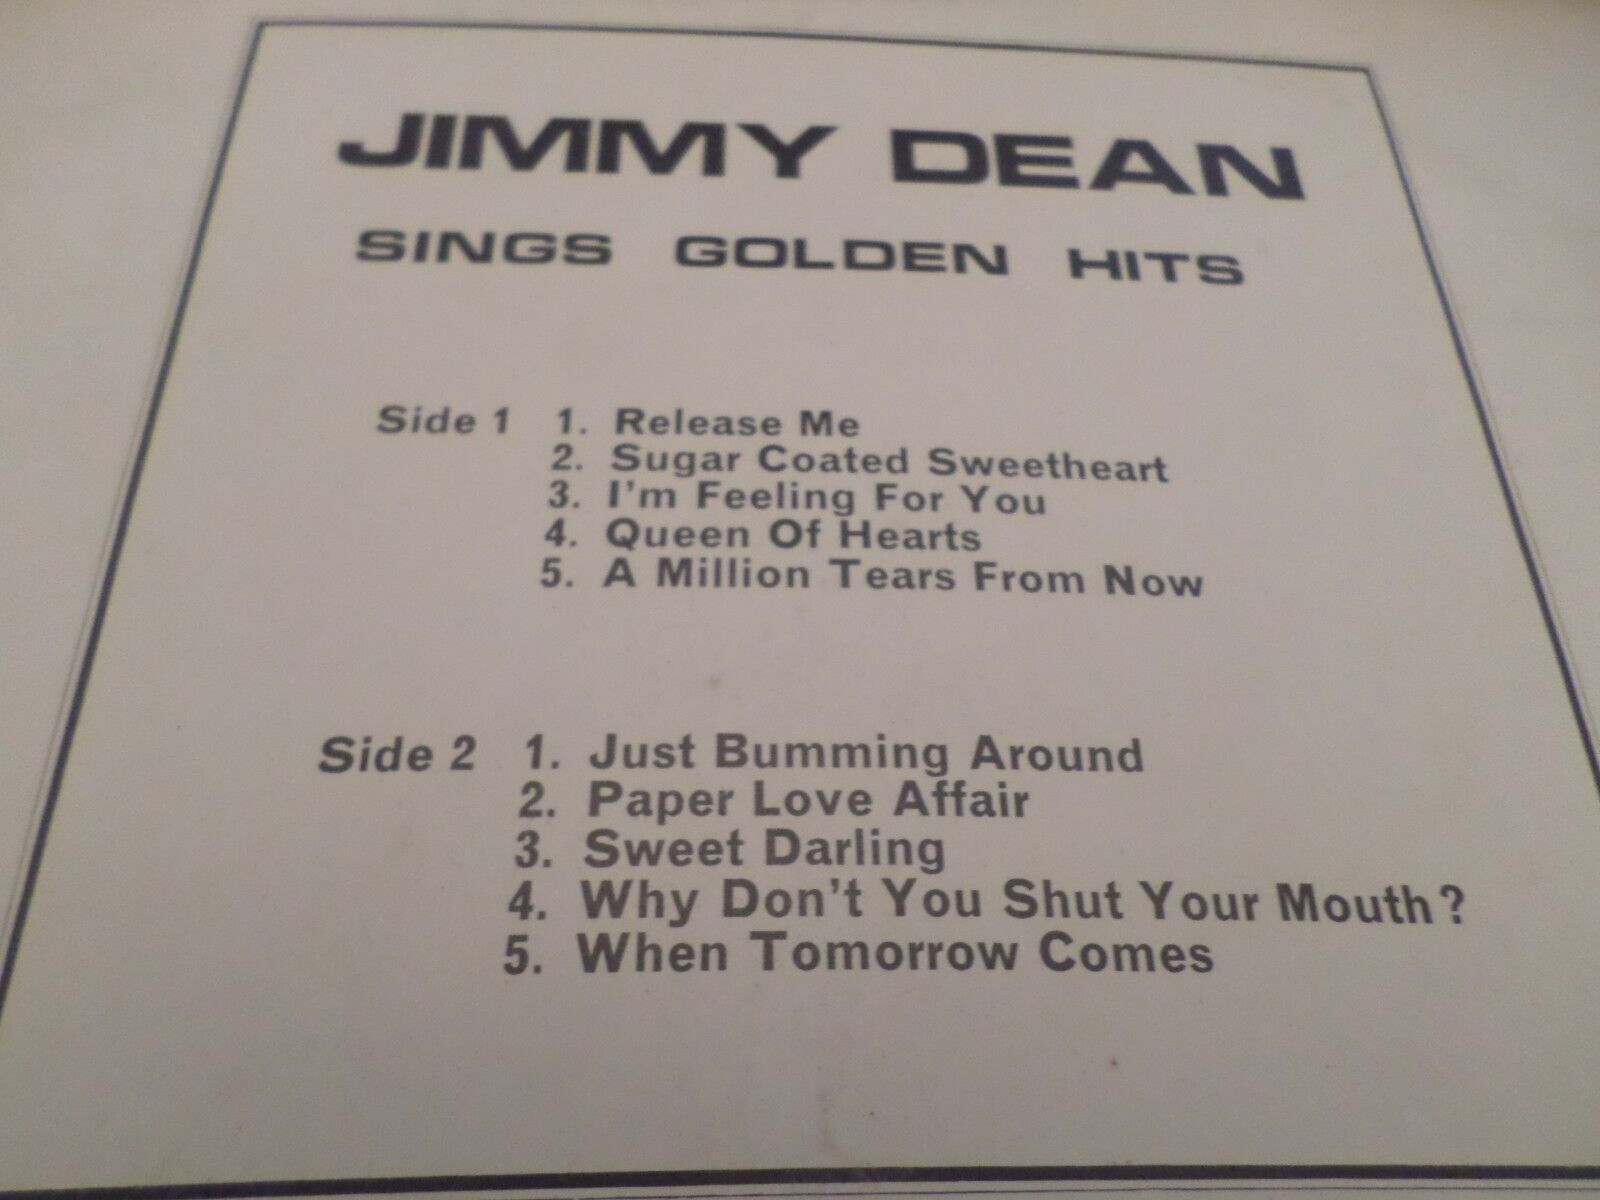 JIMMY DEAN
SINGS GOLDEN HITS
Side 1 1. Release Me
2. Sugar Coated Sweetheart
3. I'm Feeling For You
4. Queen Of Hearts
5. A Million Tears From Now
Side 2 1. Just Bumming Around
2. Paper Love Affair
3. Sweet Darling
4. Why Don't You Shut Your Mouth?
5. When Tomorrow Comes